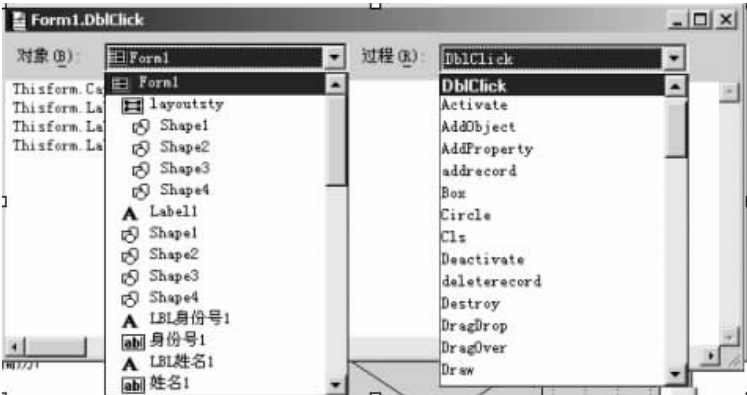 Form1.DblClick
对象(B): Form1 过程(R): DblClick
Thisform.Ca
Thisform.La
Thisform.La
Thisform.La
Form1
layoutsty
Shape1
Shape2
Shape3
Shape4
Label1
Shape1
Shape2
Shape3
Shape4
LBL身份号1
身份号1
LBL姓名1
姓名1
DblClick
Activate
AddObject
AddProperty
addrecord
Box
Circle
Cls
Deactivate
deleterecord
Destroy
DragDrop
DragOver
Draw